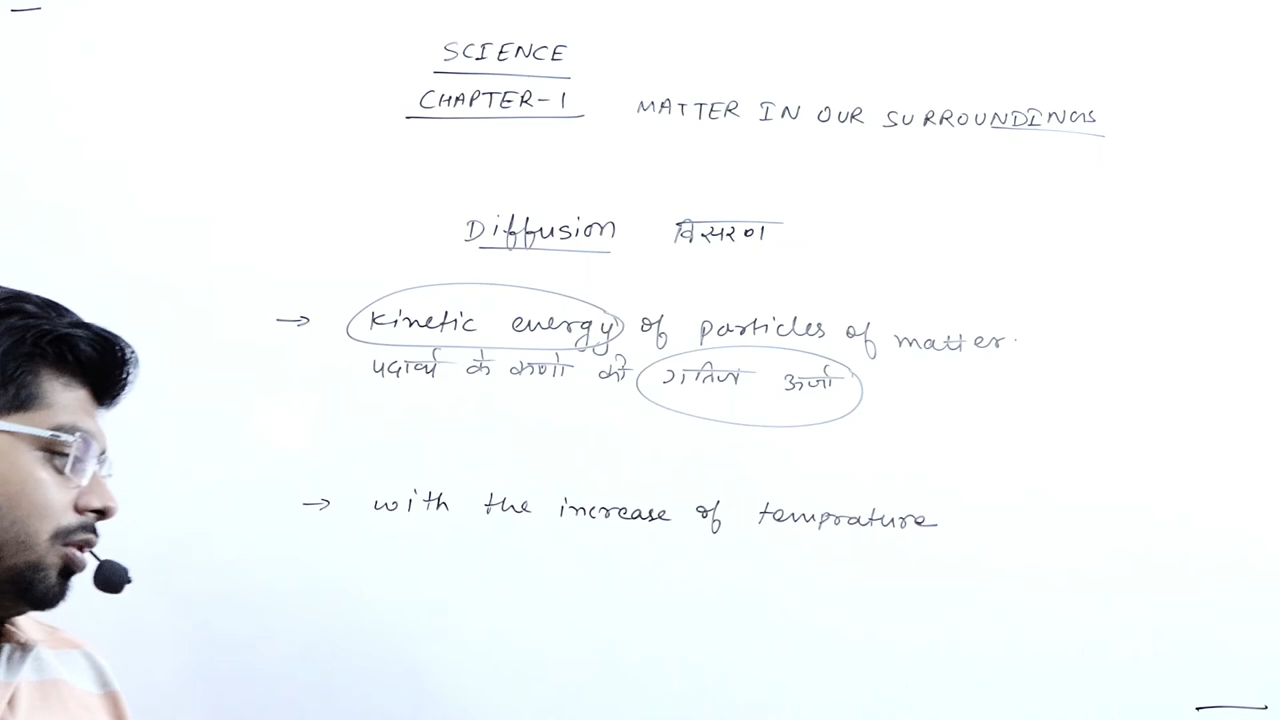 SCIENCE
CHAPTER-1 MATTER IN OUR SURROUNDINGS
Diffusion विसरण
→ Kinetic energy of particles of matter.
पदार्थ के कणों की गतिज ऊर्जा
→ with the increase of temprature